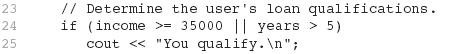 23     // Determine the user's loan qualifications.
24     if (income >= 35000 || years > 5)
25        cout << "You qualify.\n";